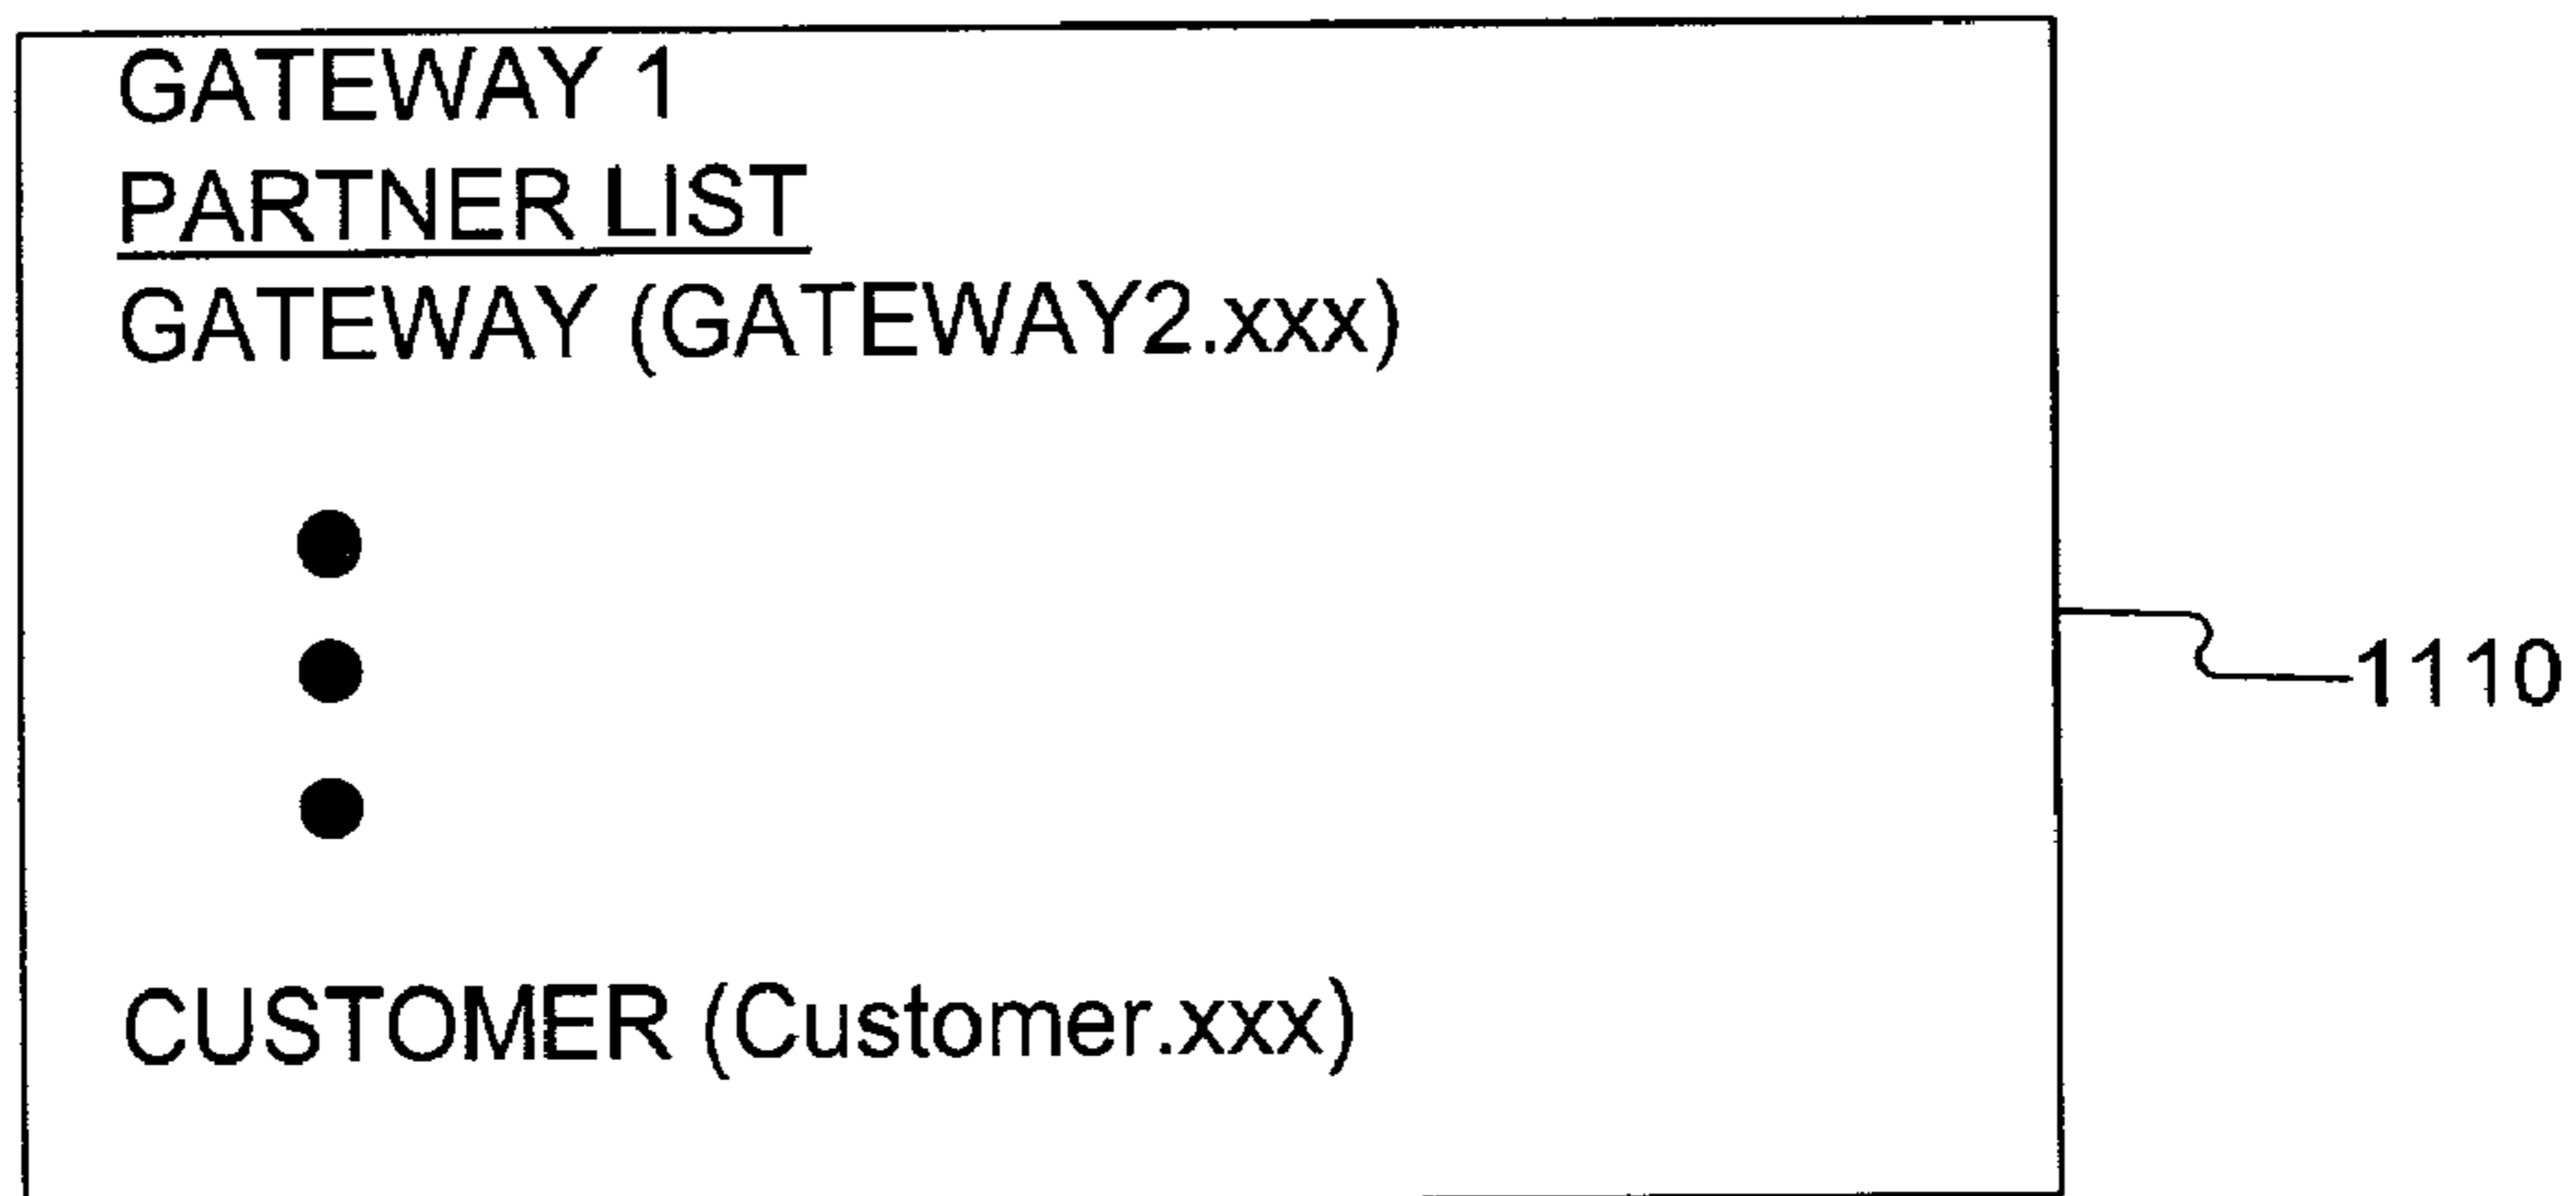 GATEWAY 1
PARTNER LIST
GATEWAY (GATEWAY2.xxx)
1110
CUSTOMER (Customer.xxx)